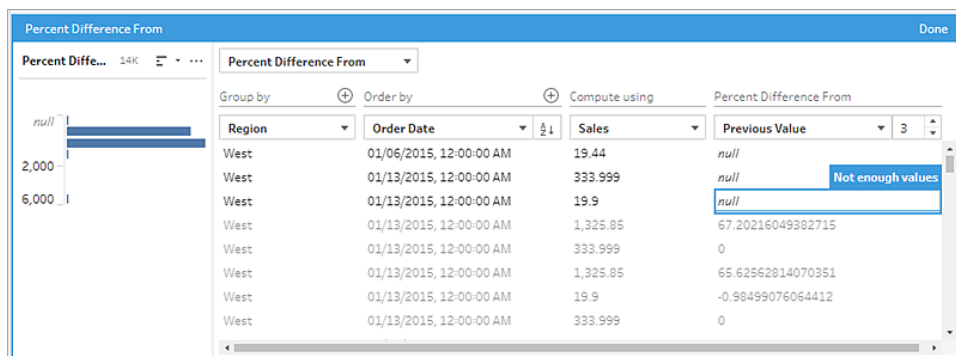 Percent Difference From Done
Percent Diffe... 14K ...
Percent Difference From
Group by Order by Compute using Percent Difference From
Region Order Date Sales Previous Value 3
null
2,000
6,000
West 01/06/2015, 12:00:00 AM 19.44 null
West 01/13/2015, 12:00:00 AM 333.999 null Not enough values
West 01/13/2015, 12:00:00 AM 19.9 null
West 01/13/2015, 12:00:00 AM 1,325.85 67.20216049382715
West 01/13/2015, 12:00:00 AM 333.999 0
West 01/13/2015, 12:00:00 AM 1,325.85 65.62562814070351
West 01/13/2015, 12:00:00 AM 19.9 -0.98499076064412
West 01/13/2015, 12:00:00 AM 333.999 0